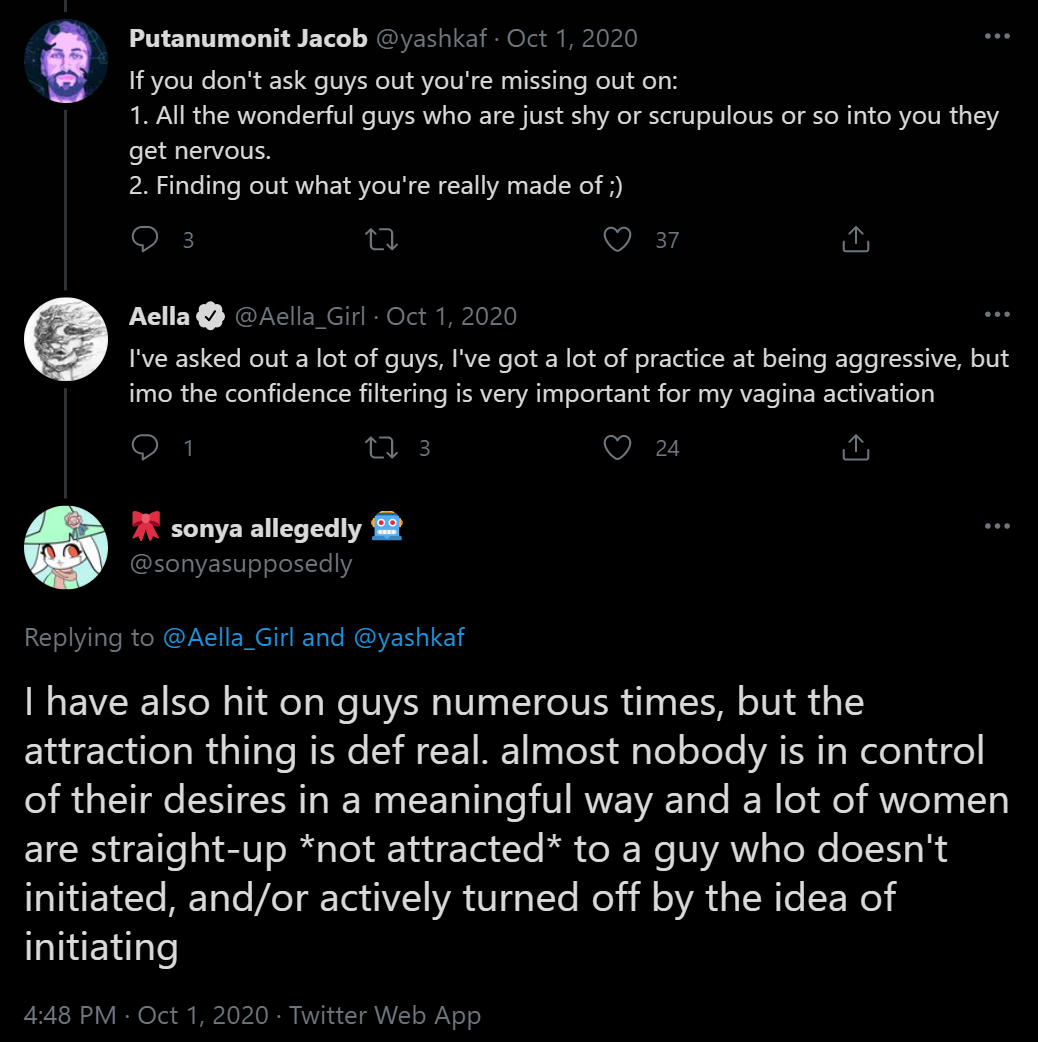 Putanumonit Jacob @yashkaf · Oct 1, 2020
If you don't ask guys out you're missing out on:
1. All the wonderful guys who are just shy or scrupulous or so into you they
get nervous.
2. Finding out what you're really made of ;)
3 37
Aella @Aella_Girl · Oct 1, 2020
I've asked out a lot of guys, I've got a lot of practice at being aggressive, but
imo the confidence filtering is very important for my vagina activation
1 3 24
🎀 sonya allegedly 🤖
@sonyasupposedly
Replying to @Aella_Girl and @yashkaf
I have also hit on guys numerous times, but the
attraction thing is def real. almost nobody is in control
of their desires in a meaningful way and a lot of women
are straight-up *not attracted* to a guy who doesn't
initiated, and/or actively turned off by the idea of
initiating
4:48 PM · Oct 1, 2020 · Twitter Web App